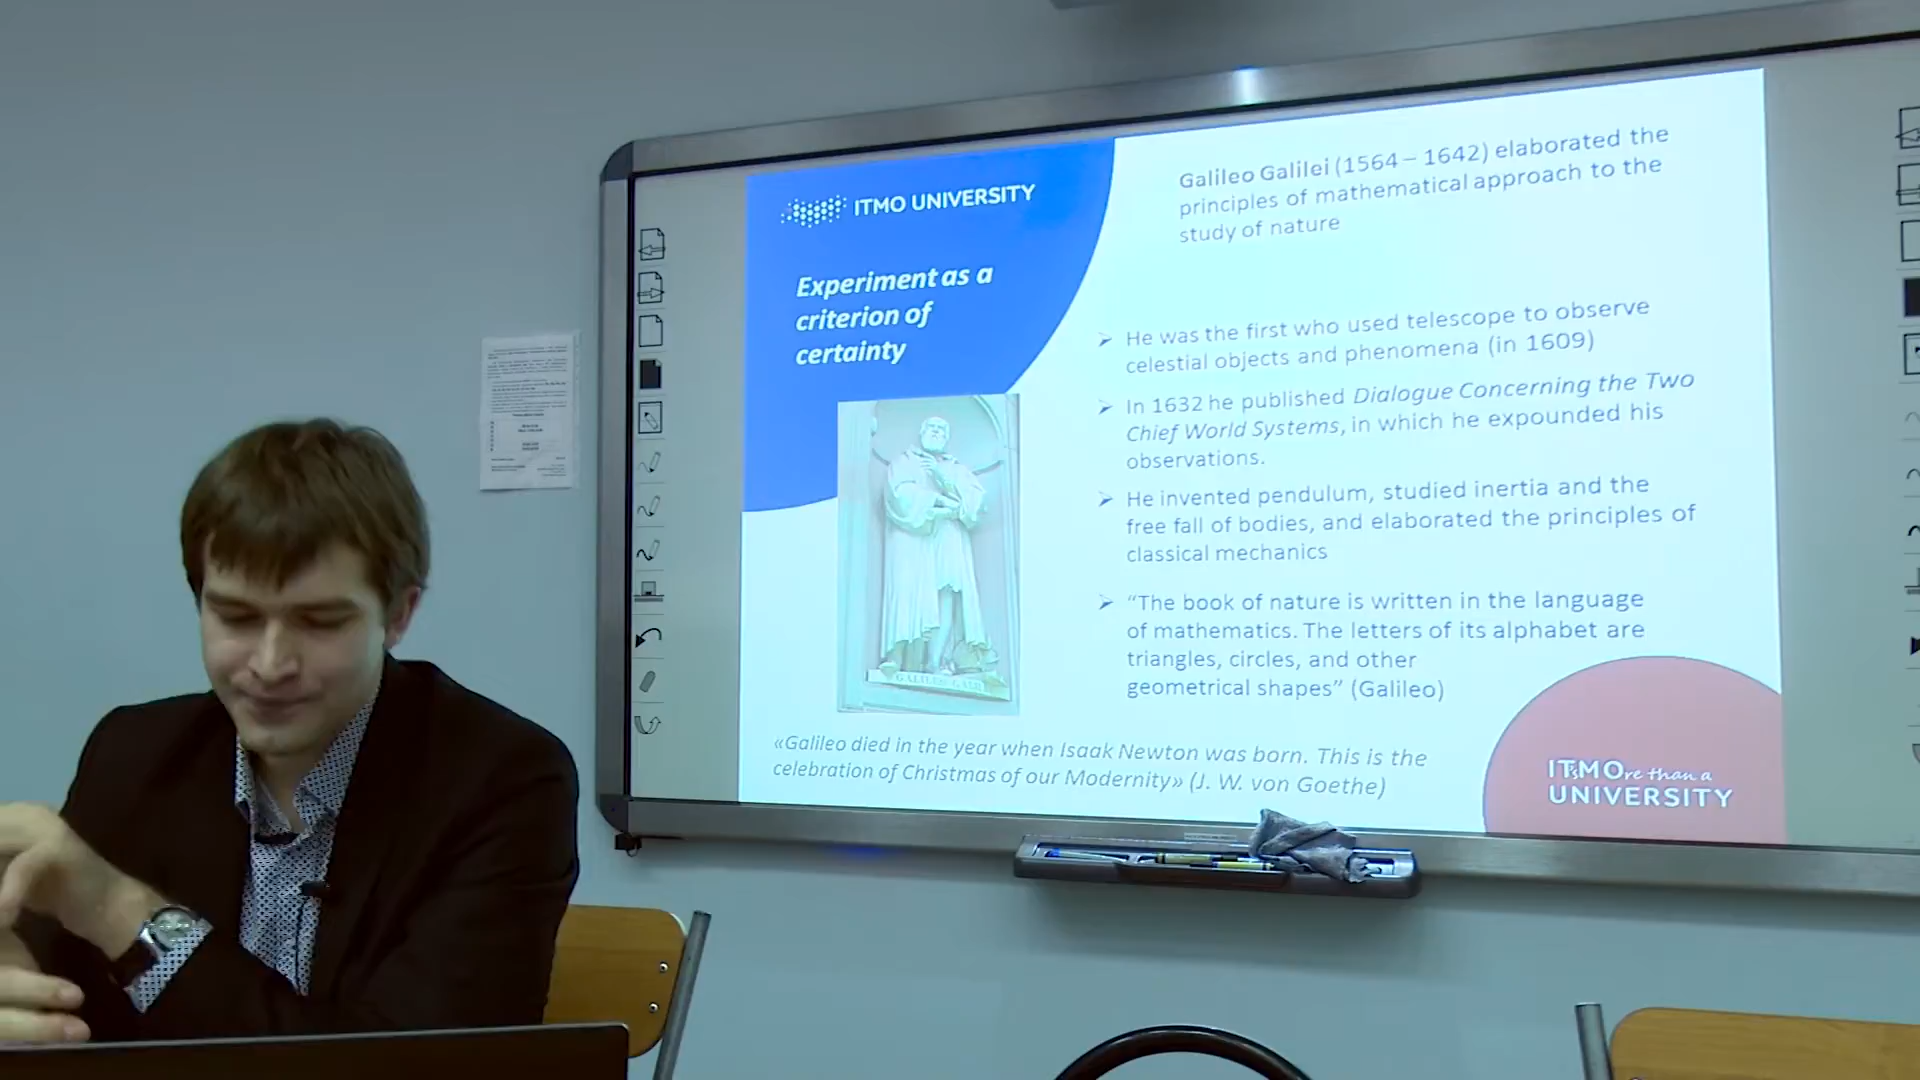 ITMO UNIVERSITY
Experiment as a
criterion of
certainty
Galileo Galilei (1564 – 1642) elaborated the
principles of mathematical approach to the
study of nature
➢ He was the first who used telescope to observe
celestial objects and phenomena (in 1609)
➢ In 1632 he published Dialogue Concerning the Two
Chief World Systems, in which he expounded his
observations.
➢ He invented pendulum, studied inertia and the
free fall of bodies, and elaborated the principles of
classical mechanics
➢ “The book of nature is written in the language
of mathematics. The letters of its alphabet are
triangles, circles, and other
geometrical shapes” (Galileo)
«Galileo died in the year when Isaak Newton was born. This is the
celebration of Christmas of our Modernity» (J. W. von Goethe)
ITsMOre than a
UNIVERSITY